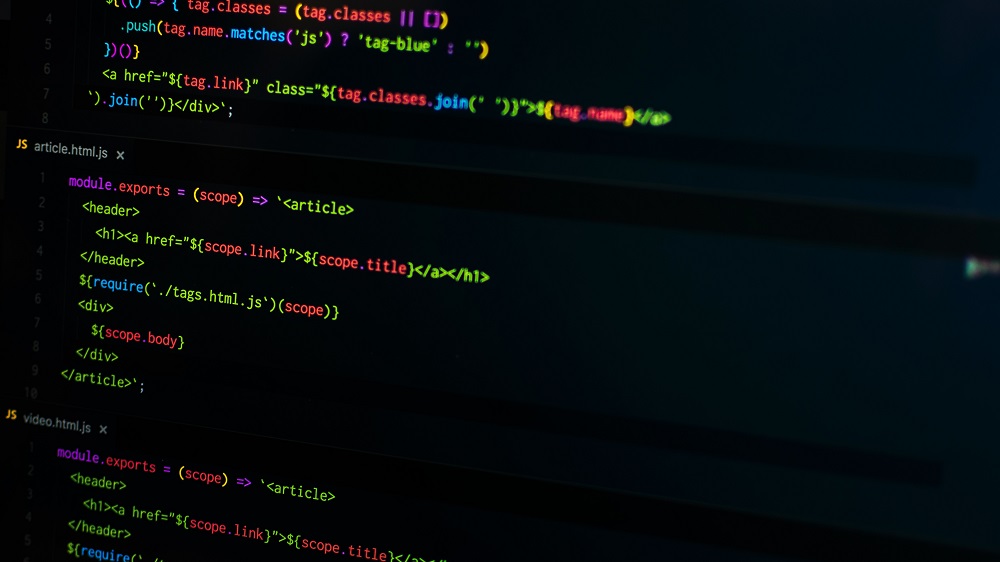 4 ${(() => { tag.classes = (tag.classes || [])
5 .push(tag.name.matches('js') ? 'tag-blue' : '')
6 })()}
7 <a href="${tag.link}" class="${tag.classes.join(' ')}">${tag.name}</a>
8 `).join('')}</div>`;
JS article.html.js ×
1 module.exports = (scope) => `<article>
2 <header>
3 <h1><a href="${scope.link}">${scope.title}</a></h1>
4 </header>
5 ${require(`./tags.html.js`)(scope)}
6 <div>
7 ${scope.body}
8 </div>
9 </article>`;
10
JS video.html.js ×
1 module.exports = (scope) => `<article>
2 <header>
3 <h1><a href="${scope.link}">${scope.title}</a>
4 </header>
5 ${require(`./